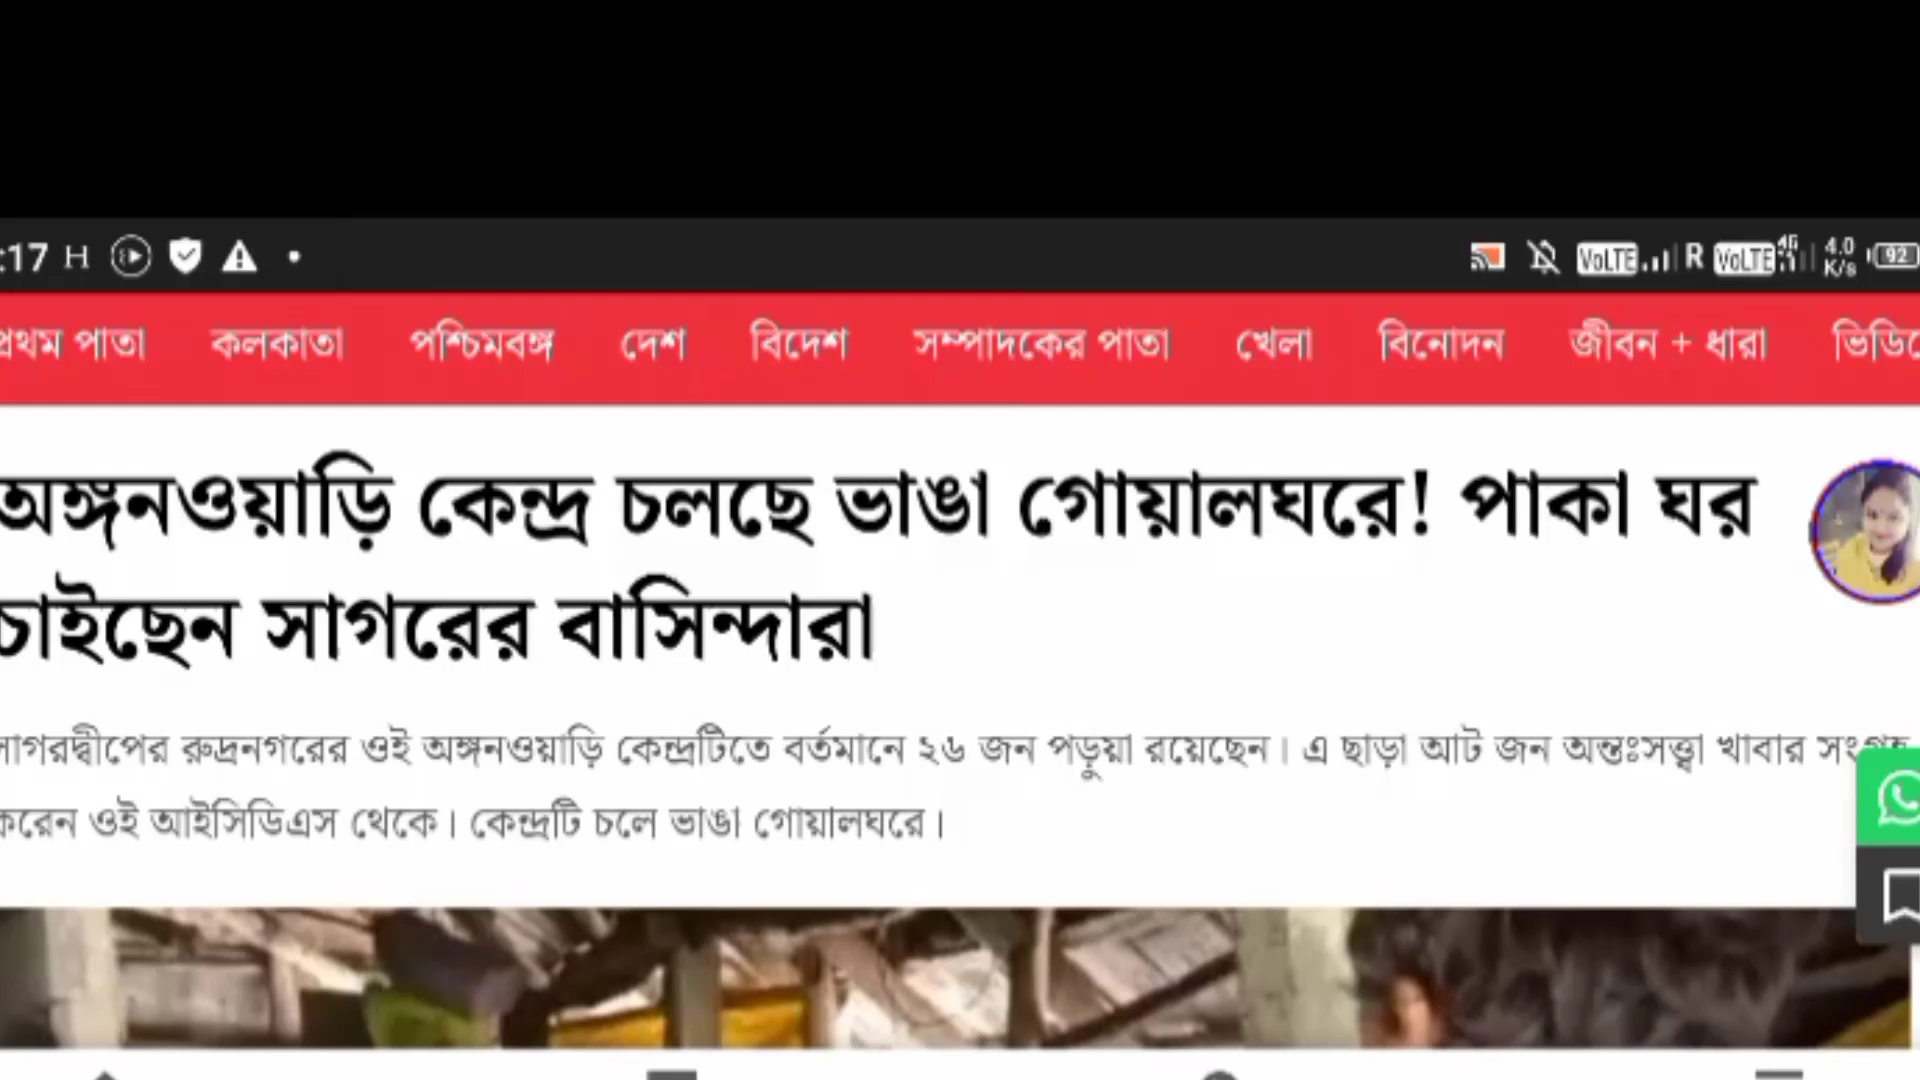 :17 H
VoLTE R VoLTE 4G 4.0 K/s 92
প্রথম পাতা কলকাতা পশ্চিমবঙ্গ দেশ বিদেশ সম্পাদকের পাতা খেলা বিনোদন জীবন + ধারা
অঙ্গনওয়াড়ি কেন্দ্র চলছে ভাঙা গোয়ালঘরে! পাকা ঘর
চাইছেন সাগরের বাসিন্দারা
সাগরদ্বীপের রুদ্রনগরের ওই অঙ্গনওয়াড়ি কেন্দ্রটিতে বর্তমানে ২৬ জন পড়ুয়া রয়েছেন। এ ছাড়া আট জন অন্তঃসত্ত্বা খাবার সংগ্রহ
করেন ওই আইসিডিএস থেকে। কেন্দ্রটি চলে ভাঙা গোয়ালঘরে।